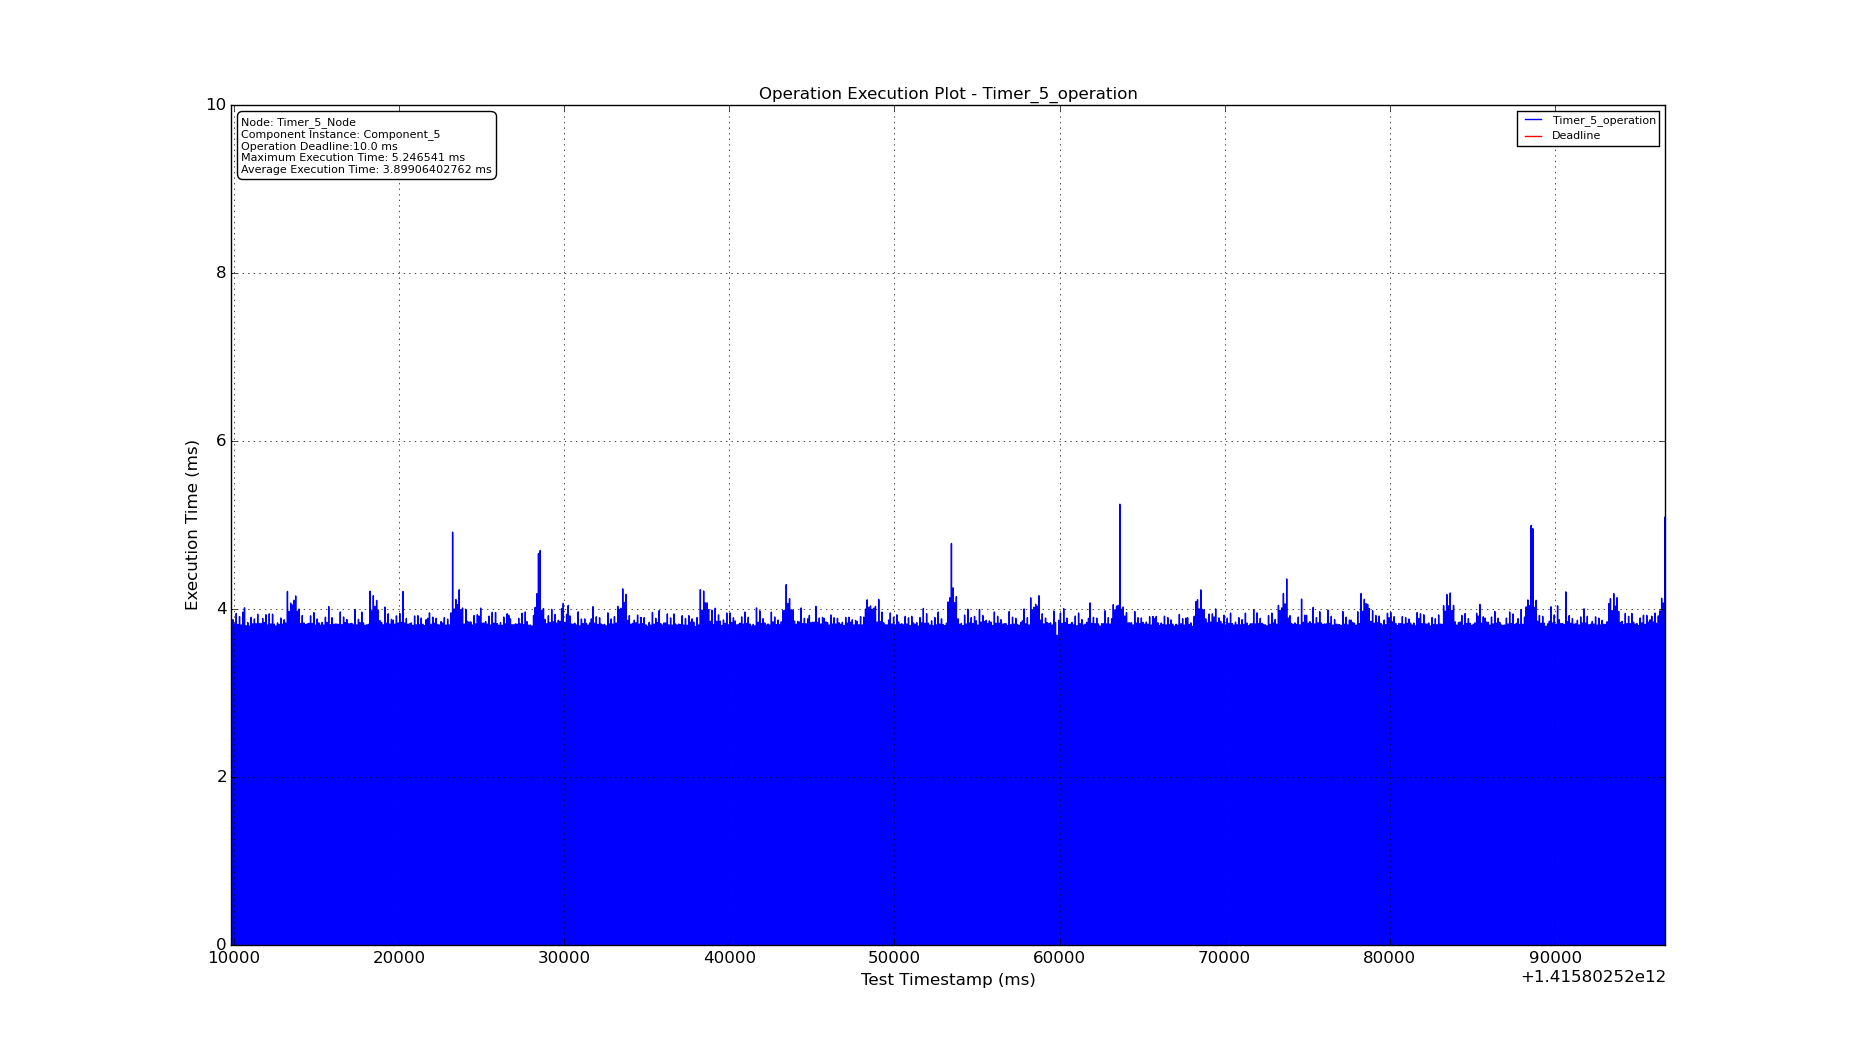 Operation Execution Plot - Timer_5_operation
Node: Timer_5_Node
Component Instance: Component_5
Operation Deadline:10.0 ms
Maximum Execution Time: 5.246541 ms
Average Execution Time: 3.89906402762 ms
Timer_5_operation
Deadline
10
8
6
4
2
0
Execution Time (ms)
10000 20000 30000 40000 50000 60000 70000 80000 90000
+1.41580252e12
Test Timestamp (ms)